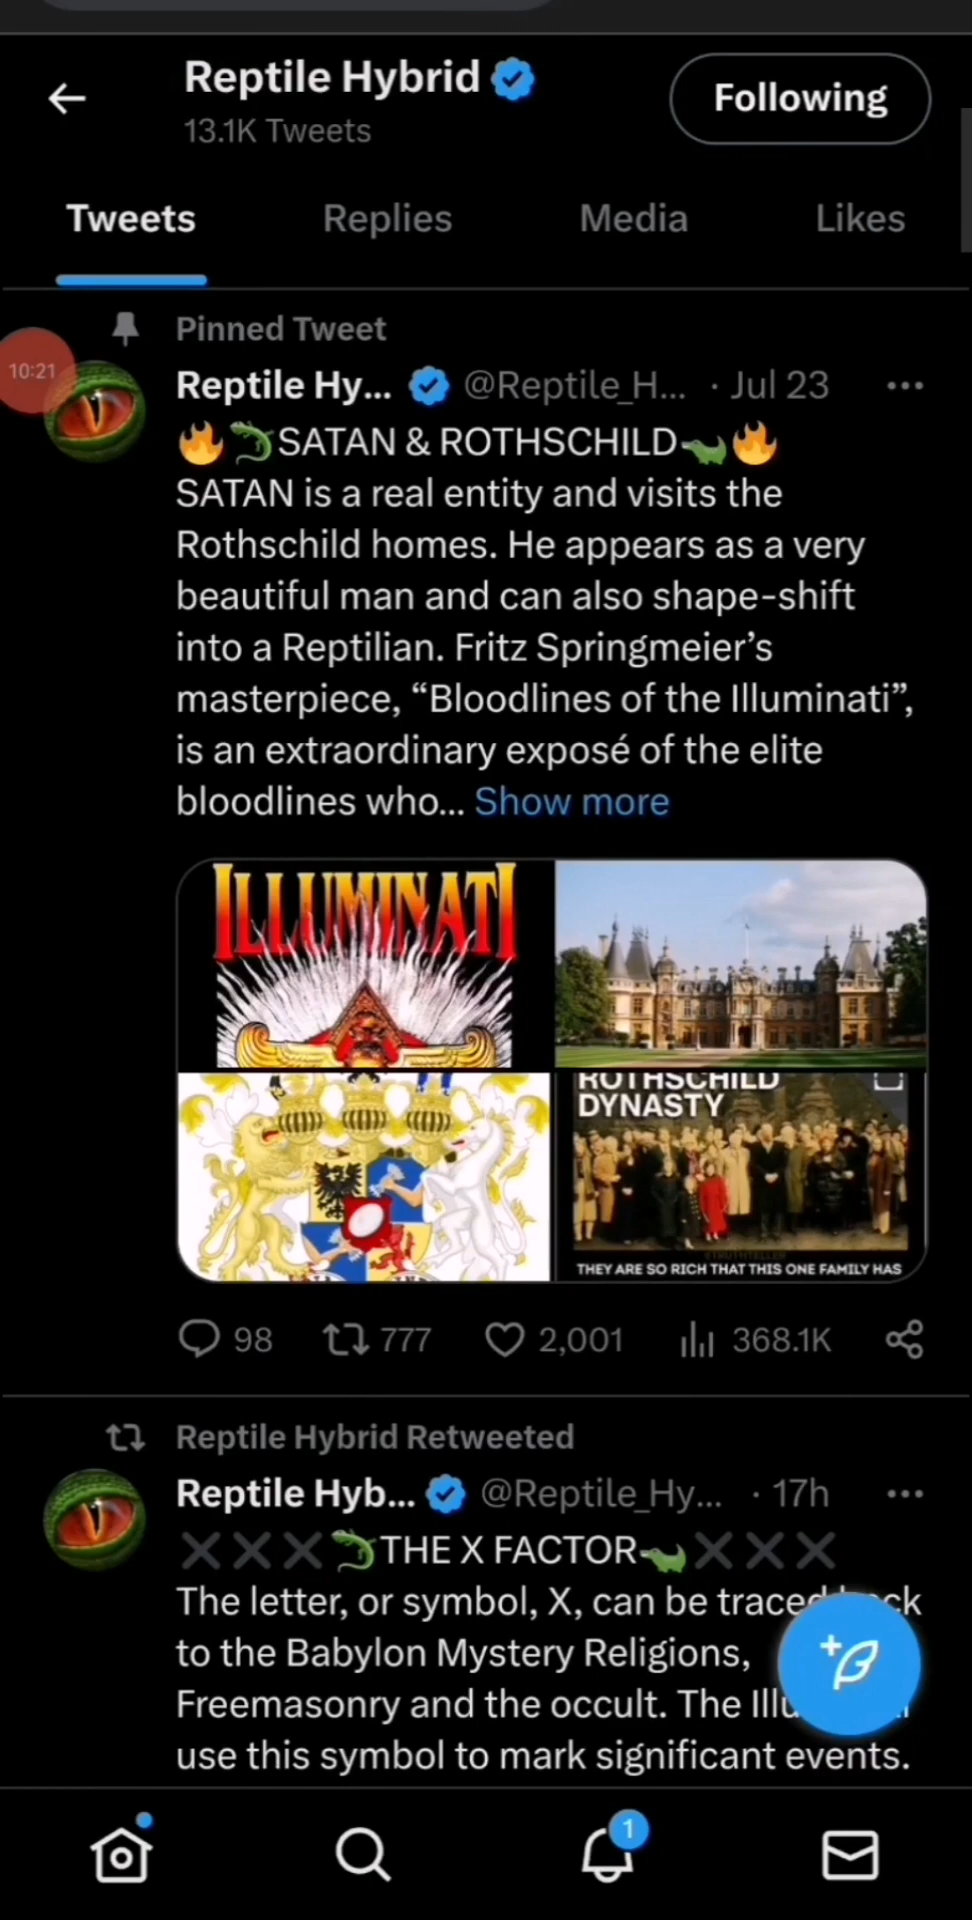 Reptile Hybrid
13.1K Tweets
Following
Tweets
Replies
Media
Likes
Pinned Tweet
10:21
Reptile Hy... @Reptile_H... · Jul 23
🔥🦎SATAN & ROTHSCHILD🐊🔥
SATAN is a real entity and visits the
Rothschild homes. He appears as a very
beautiful man and can also shape-shift
into a Reptilian. Fritz Springmeier’s
masterpiece, “Bloodlines of the Illuminati”,
is an extraordinary exposé of the elite
bloodlines who... Show more
ILLUMINATI
ROTHSCHILD
DYNASTY
THEY ARE SO RICH THAT THIS ONE FAMILY HAS
98
777
2,001
368.1K
Reptile Hybrid Retweeted
Reptile Hyb... @Reptile_Hy... · 17h
✖️✖️✖️🦎THE X FACTOR🐊✖️✖️✖️
The letter, or symbol, X, can be traced
to the Babylon Mystery Religions,
Freemasonry and the occult. The
use this symbol to mark significant events.
1